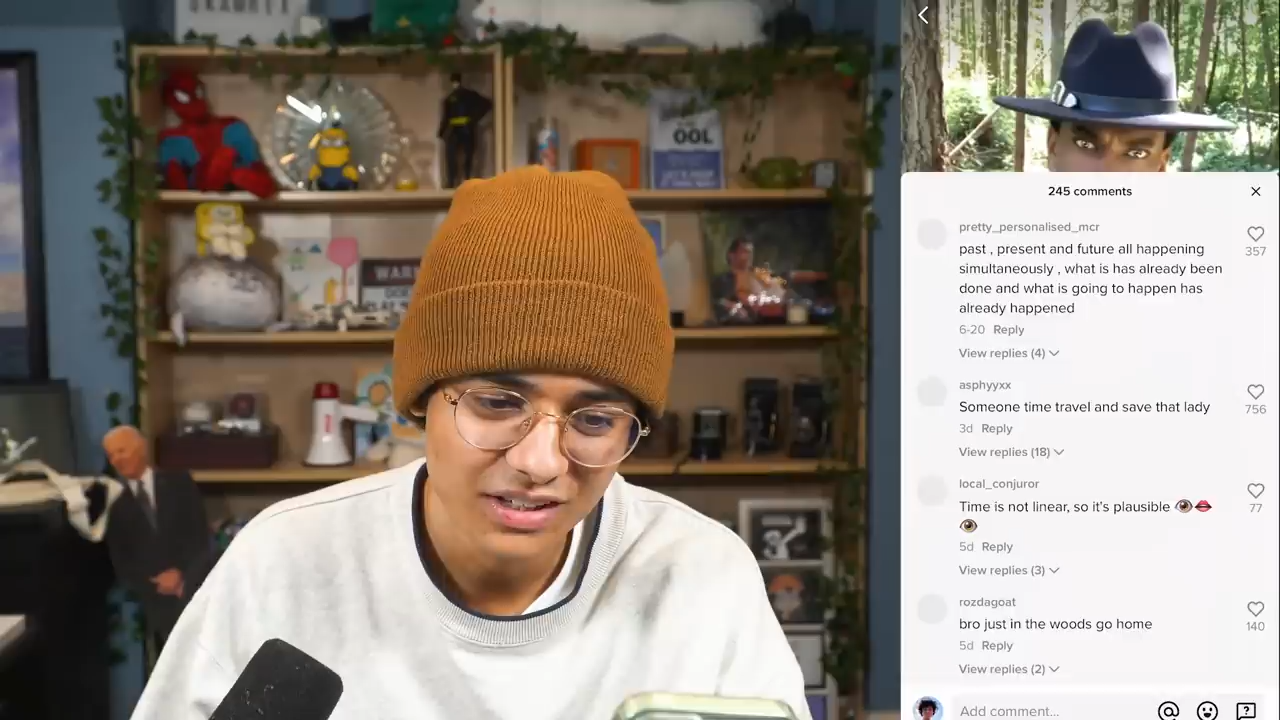 OOL
WARN
245 comments
pretty_personalised_mcr
past , present and future all happening
simultaneously , what is has already been
done and what is going to happen has
already happened
357
6-20 Reply
View replies (4)
asphyyxx
Someone time travel and save that lady
756
3d Reply
View replies (18)
local_conjuror
Time is not linear, so it's plausible 👁️👄
👁️
77
5d Reply
View replies (3)
rozdagoat
bro just in the woods go home
140
5d Reply
View replies (2)
Add comment...